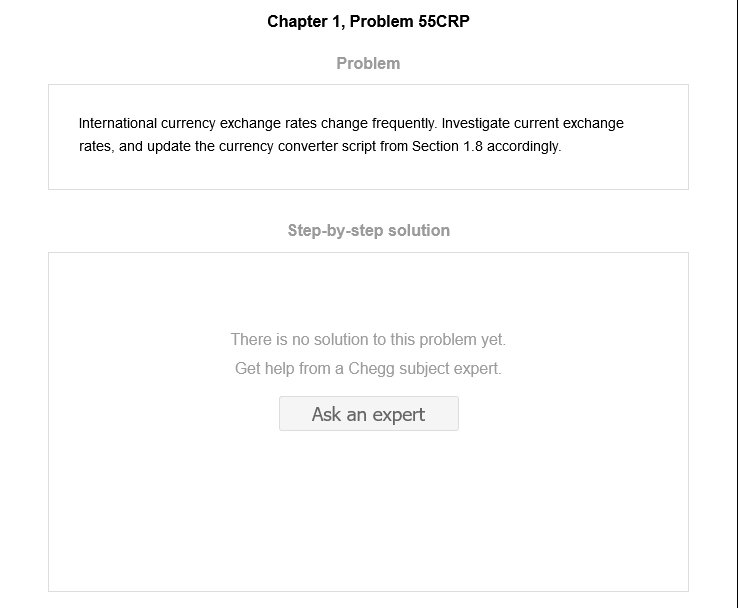 Chapter 1, Problem 55CRP
Problem
International currency exchange rates change frequently. Investigate current exchange
rates, and update the currency converter script from Section 1.8 accordingly.
Step-by-step solution
There is no solution to this problem yet.
Get help from a Chegg subject expert.
Ask an expert